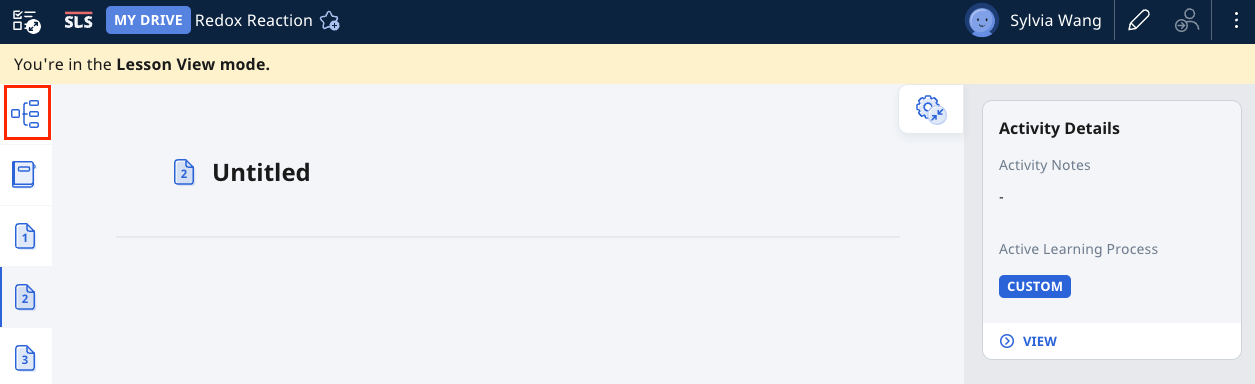 SLS MY DRIVE Redox Reaction Sylvia Wang
You're in the Lesson View mode.
2 Untitled
1
2
3
Activity Details
Activity Notes
-
Active Learning Process
CUSTOM
VIEW